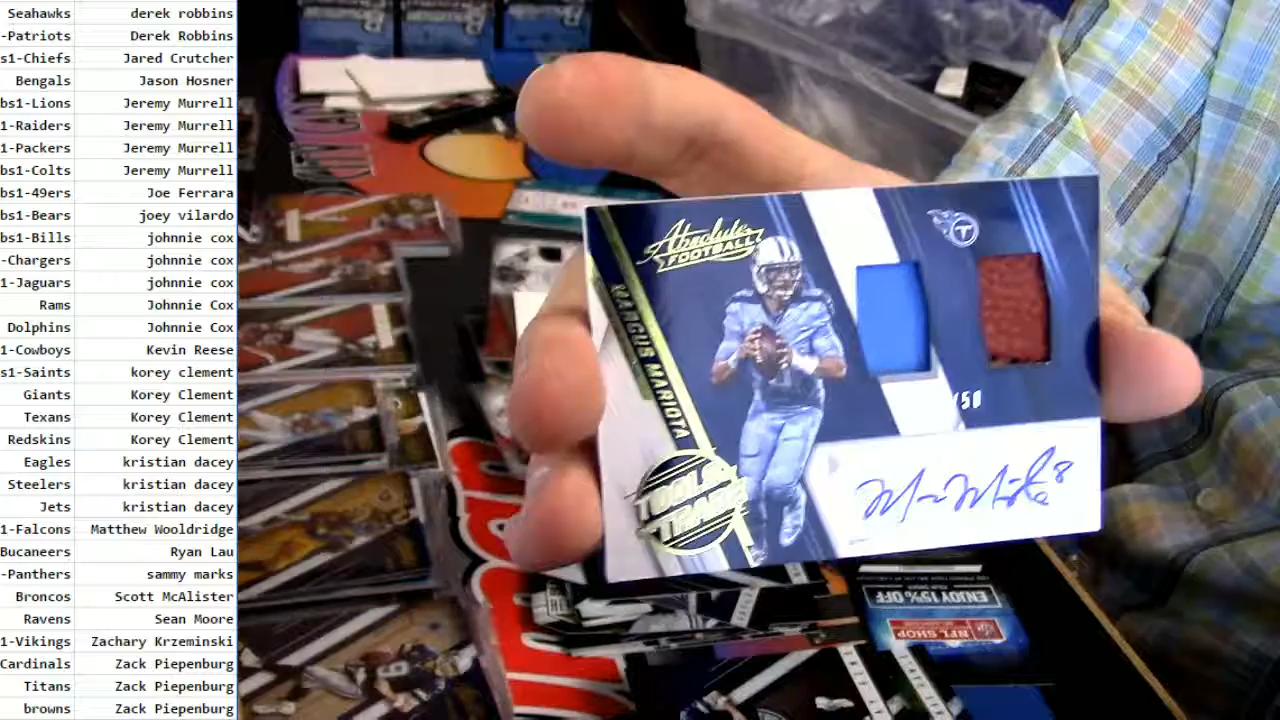 Seahawks derek robbins
-Patriots Derek Robbins
s1-Chiefs Jared Crutcher
Bengals Jason Hosner
bs1-Lions Jeremy Murrell
1-Raiders Jeremy Murrell
1-Packers Jeremy Murrell
bs1-Colts Jeremy Murrell
bs1-49ers Joe Ferrara
bs1-Bears joey vilardo
bs1-Bills johnnie cox
-Chargers johnnie cox
1-Jaguars johnnie cox
Rams Johnnie Cox
Dolphins Johnnie Cox
1-Cowboys Kevin Reese
s1-Saints korey clement
Giants Korey Clement
Texans Korey Clement
Redskins Korey Clement
Eagles kristian dacey
Steelers kristian dacey
Jets kristian dacey
1-Falcons Matthew Wooldridge
Bucaneers Ryan Lau
-Panthers sammy marks
Broncos Scott McAlister
Ravens Sean Moore
1-Vikings Zachary Krzeminski
Cardinals Zack Piepenburg
Titans Zack Piepenburg
browns Zack Piepenburg
Absolute
FOOTBALL
MARCUS MARIOTA
TOOLS
TRADE
T
/50
8
ENJOY 15% OFF
NFL SHOP